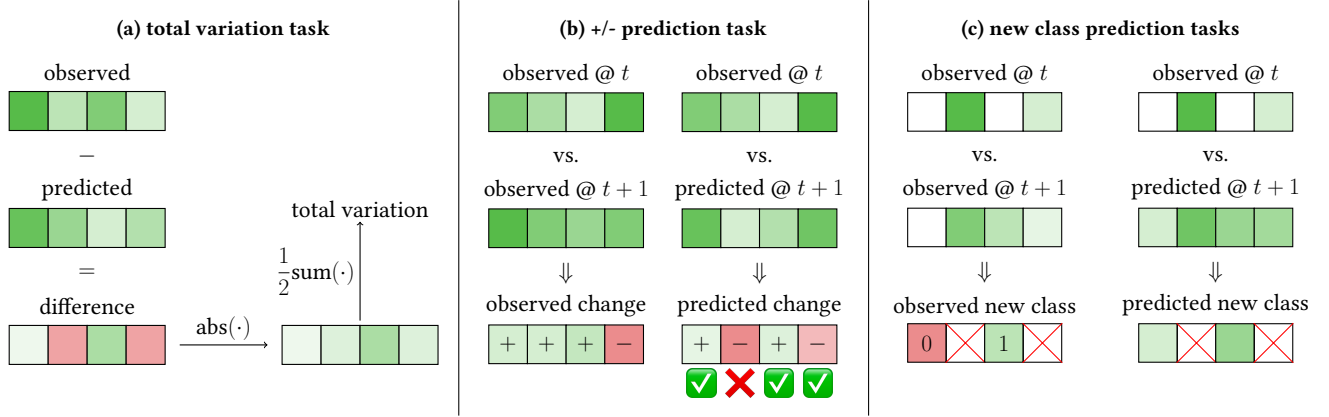 (a) total variation task
observed
−
predicted
=
difference
abs(·)
1/2 sum(·)
total variation
(b) +/- prediction task
observed @ t
vs.
observed @ t + 1
⇓
observed change
+ + + −
observed @ t
vs.
predicted @ t + 1
⇓
predicted change
+ − + −
(c) new class prediction tasks
observed @ t
vs.
observed @ t + 1
⇓
observed new class
0 1
observed @ t
vs.
predicted @ t + 1
⇓
predicted new class